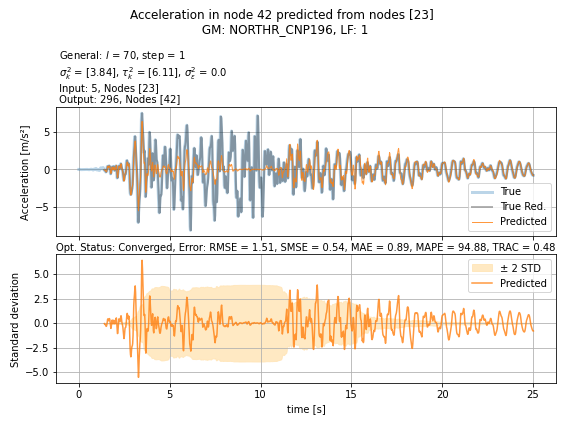 Acceleration in node 42 predicted from nodes [23]
GM: NORTHR_CNP196, LF: 1
General: l = 70, step = 1
σ²ₖ = [3.84], τ²ₖ = [6.11], σ²ε = 0.0
Input: 5, Nodes [23]
Output: 296, Nodes [42]
Acceleration [m/s²]
5
0
−5
True
True Red.
Predicted
Opt. Status: Converged, Error: RMSE = 1.51, SMSE = 0.54, MAE = 0.89, MAPE = 94.88, TRAC = 0.48
Standard deviation
5.0
2.5
0.0
−2.5
−5.0
± 2 STD
Predicted
0 5 10 15 20 25
time [s]